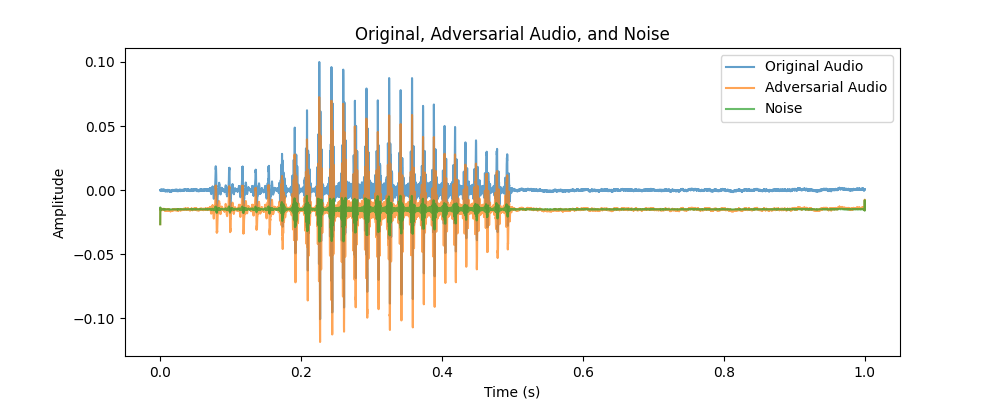 Original, Adversarial Audio, and Noise
Original Audio
Adversarial Audio
Noise
0.10
0.05
0.00
−0.05
−0.10
Amplitude
0.0 0.2 0.4 0.6 0.8 1.0
Time (s)